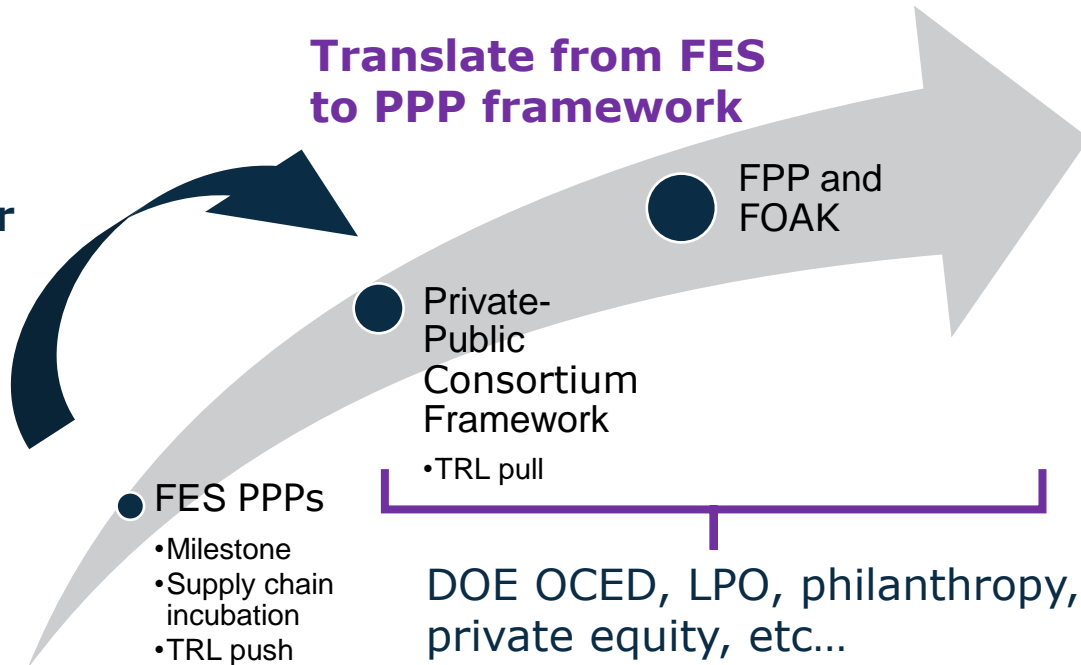 Translate from FES
to PPP framework
r
FPP and
FOAK
Private-
Public
Consortium
Framework
•TRL pull
FES PPPs
•Milestone
•Supply chain
incubation
•TRL push
DOE OCED, LPO, philanthropy,
private equity, etc…